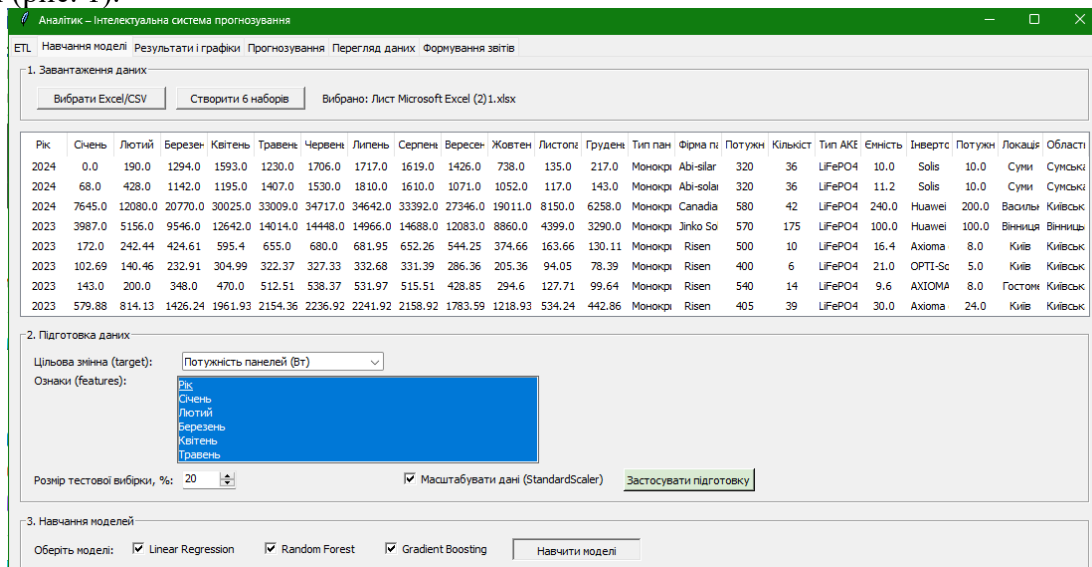 (рис. 1).
Аналітик – Інтелектуальна система прогнозування
ETL Навчання моделі Результати і графіки Прогнозування Перегляд даних Формування звітів
1. Завантаження даних
Вибрати Excel/CSV Створити 6 наборів Вибрано: Лист Microsoft Excel (2)1.xlsx
Рік Січень Лютий Березен Квітень Травень Червень Липень Серпень Вересен Жовтен Листопа Грудень Тип пан Фірма па Потужн Кількіст Тип АКБ Ємність Інверто Потужн Локація Област
2024 0.0 190.0 1294.0 1593.0 1230.0 1706.0 1717.0 1619.0 1426.0 738.0 135.0 217.0 Монокрі Abi-silar 320 36 LiFePO4 10.0 Solis 10.0 Суми Сумська
2024 68.0 428.0 1142.0 1195.0 1407.0 1530.0 1810.0 1610.0 1071.0 1052.0 117.0 143.0 Монокрі Abi-solar 320 36 LiFePO4 11.2 Solis 10.0 Суми Сумська
2024 7645.0 12080.0 20770.0 30025.0 33009.0 34717.0 34642.0 33392.0 27346.0 19011.0 8150.0 6258.0 Монокрі Canadia 580 42 LiFePO4 240.0 Huawei 200.0 Васильк Київськ
2023 3987.0 5156.0 9546.0 12642.0 14014.0 14448.0 14966.0 14688.0 12083.0 8860.0 4399.0 3290.0 Монокрі Jinko So 570 175 LiFePO4 100.0 Huawei 100.0 Вінниця Вінниць
2023 172.0 242.44 424.61 595.4 655.0 680.0 681.95 652.26 544.25 374.66 163.66 130.11 Монокрі Risen 500 10 LiFePO4 16.4 Axioma 8.0 Київ Київськ
2023 102.69 140.46 232.91 304.99 322.37 327.33 332.68 331.39 286.36 205.36 94.05 78.39 Монокрі Risen 400 6 LiFePO4 21.0 OPTI-So 5.0 Київ Київськ
2023 143.0 200.0 348.0 470.0 512.51 538.37 531.97 515.51 428.85 294.6 127.71 99.64 Монокрі Risen 540 14 LiFePO4 9.6 AXIOMA 8.0 Гостоме Київськ
2023 579.88 814.13 1426.24 1961.93 2154.36 2236.92 2241.92 2158.92 1783.59 1218.93 534.24 442.86 Монокрі Risen 405 39 LiFePO4 30.0 Axioma 24.0 Київ Київськ
2. Підготовка даних
Цільова змінна (target): Потужність панелей (Вт)
Ознаки (features):
Рік
Січень
Лютий
Березень
Квітень
Травень
Розмір тестової вибірки, %: 20 Масштабувати дані (StandardScaler) Застосувати підготовку
3. Навчання моделей
Оберіть моделі: Linear Regression Random Forest Gradient Boosting Навчити моделі